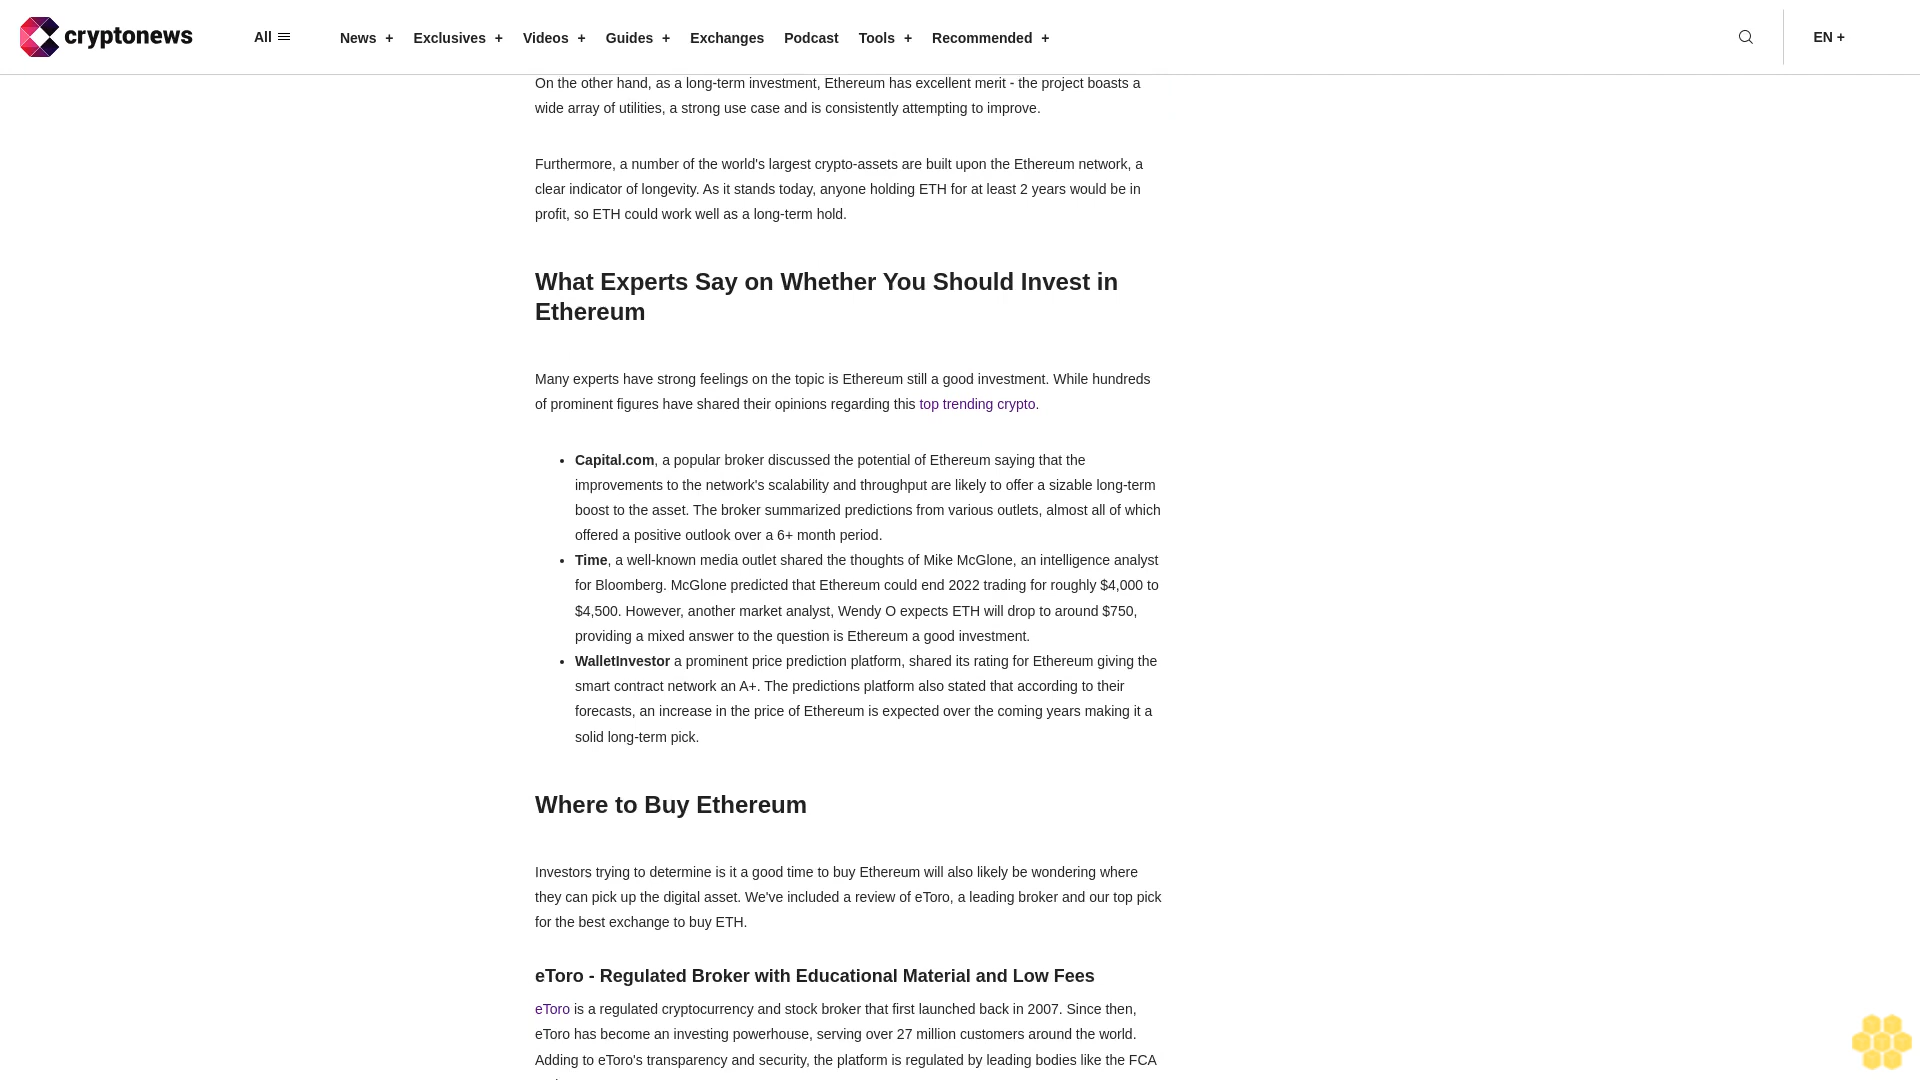 cryptonews
All
News +
Exclusives +
Videos +
Guides +
Exchanges
Podcast
Tools +
Recommended +
EN +
On the other hand, as a long-term investment, Ethereum has excellent merit - the project boasts a
wide array of utilities, a strong use case and is consistently attempting to improve.
Furthermore, a number of the world's largest crypto-assets are built upon the Ethereum network, a
clear indicator of longevity. As it stands today, anyone holding ETH for at least 2 years would be in
profit, so ETH could work well as a long-term hold.
What Experts Say on Whether You Should Invest in
Ethereum
Many experts have strong feelings on the topic is Ethereum still a good investment. While hundreds
of prominent figures have shared their opinions regarding this top trending crypto.
• Capital.com, a popular broker discussed the potential of Ethereum saying that the
improvements to the network's scalability and throughput are likely to offer a sizable long-term
boost to the asset. The broker summarized predictions from various outlets, almost all of which
offered a positive outlook over a 6+ month period.
• Time, a well-known media outlet shared the thoughts of Mike McGlone, an intelligence analyst
for Bloomberg. McGlone predicted that Ethereum could end 2022 trading for roughly $4,000 to
$4,500. However, another market analyst, Wendy O expects ETH will drop to around $750,
providing a mixed answer to the question is Ethereum a good investment.
• WalletInvestor a prominent price prediction platform, shared its rating for Ethereum giving the
smart contract network an A+. The predictions platform also stated that according to their
forecasts, an increase in the price of Ethereum is expected over the coming years making it a
solid long-term pick.
Where to Buy Ethereum
Investors trying to determine is it a good time to buy Ethereum will also likely be wondering where
they can pick up the digital asset. We've included a review of eToro, a leading broker and our top pick
for the best exchange to buy ETH.
eToro - Regulated Broker with Educational Material and Low Fees
eToro is a regulated cryptocurrency and stock broker that first launched back in 2007. Since then,
eToro has become an investing powerhouse, serving over 27 million customers around the world.
Adding to eToro's transparency and security, the platform is regulated by leading bodies like the FCA